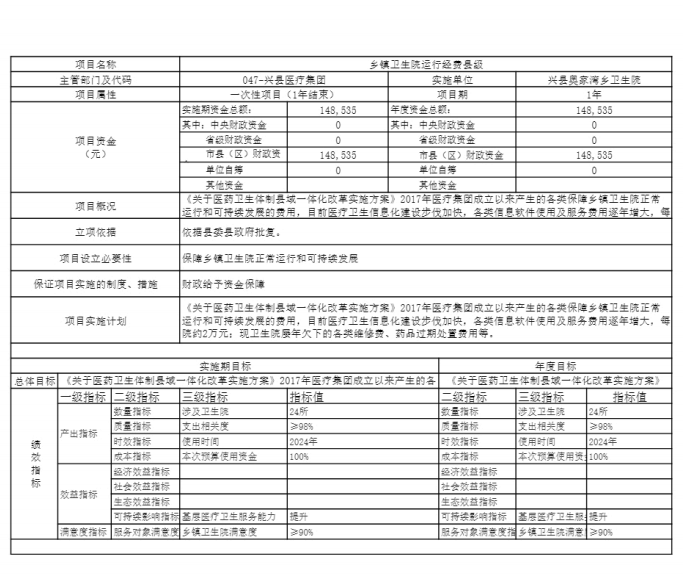 项目名称 乡镇卫生院运行经费县级
主管部门及代码 047-兴县医疗集团 实施单位 兴县奥家湾乡卫生院
项目属性 一次性项目（1年结束） 项目期 1年
项目资金（元） 实施期资金总额： 148,535 年度资金总额： 148,535
其中：中央财政资金 0 其中：中央财政资金 0
省级财政资金 0 省级财政资金 0
市县（区）财政资 148,535 市县（区）财政资金 148,535
单位自筹 0 单位自筹 0
其他资金 其他资金
项目概况 《关于医药卫生体制县域一体化改革实施方案》2017年医疗集团成立以来产生的各类保障乡镇卫生院正常
运行和可持续发展的费用，目前医疗卫生信息化建设步伐加快，各类信息软件使用及服务费用逐年增大，每
立项依据 依据县委县政府批复。
项目设立必要性 保障乡镇卫生院正常运行和可持续发展
保证项目实施的制度、措施 财政给予资金保障
项目实施计划 《关于医药卫生体制县域一体化改革实施方案》2017年医疗集团成立以来产生的各类保障乡镇卫生院正常
运行和可持续发展的费用，目前医疗卫生信息化建设步伐加快，各类信息软件使用及服务费用逐年增大，每
院约2万元；现卫生院屡年欠下的各类维修费、药品过期处置费用等。
实施期目标 年度目标
总体目标 《关于医药卫生体制县域一体化改革实施方案》2017年医疗集团成立以来产生的各 《关于医药卫生体制县域一体化改革实施方案》
绩效指标 一级指标 二级指标 三级指标 指标值 二级指标 三级指标 指标值
产出指标 数量指标 涉及卫生院 24所 数量指标 涉及卫生院 24所
质量指标 支出相关度 ≥98% 质量指标 支出相关度 ≥98%
时效指标 使用时间 2024年 时效指标 使用时间 2024年
成本指标 本次预算使用资金 100% 成本指标 本次预算使用资 100%
效益指标 经济效益指标 经济效益指标
社会效益指标 社会效益指标
生态效益指标 生态效益指标
可持续影响指标 基层医疗卫生服务能力 提升 可持续影响指标 基层医疗卫生服 提升
满意度指标 服务对象满意度 乡镇卫生院满意度 ≥90% 服务对象满意度指 乡镇卫生院满意 ≥90%